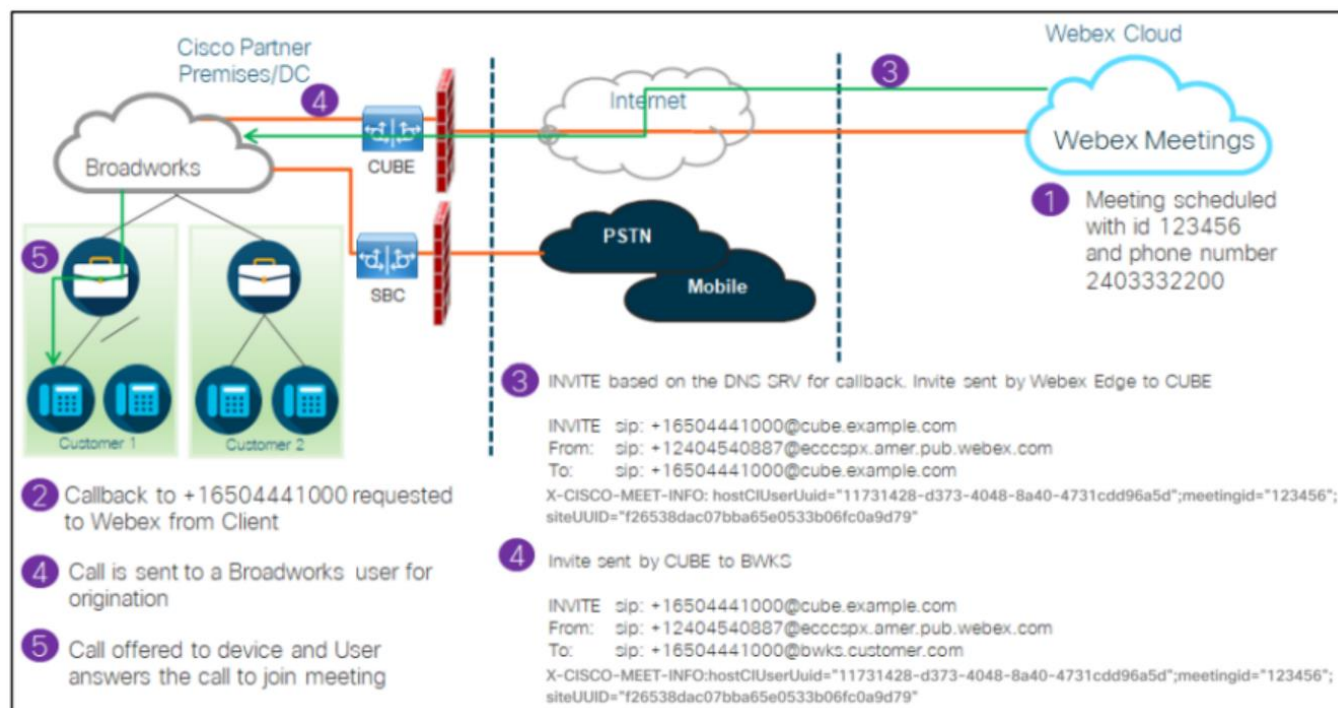 Cisco Partner
Premises/DC
Webex Cloud
4
3
Internet
Broadworks
CUBE
Webex Meetings
1
Meeting scheduled
with id 123456
and phone number
2403332200
5
PSTN
SBC
Mobile
Customer 1
Customer 2
3 INVITE based on the DNS SRV for callback. Invite sent by Webex Edge to CUBE
INVITE sip: +16504441000@cube.example.com
From: sip: +12404540887@ecccspx.amer.pub.webex.com
To: sip: +16504441000@cube.example.com
X-CISCO-MEET-INFO: hostCIUserUuid="11731428-d373-4048-8a40-4731cdd96a5d";meetingid="123456";
siteUUID="f26538dac07bba65e0533b06fc0a9d79"
2 Callback to +16504441000 requested
to Webex from Client
4 Call is sent to a Broadworks user for
origination
5 Call offered to device and User
answers the call to join meeting
4 Invite sent by CUBE to BWKS
INVITE sip: +16504441000@cube.example.com
From: sip: +12404540887@ecccspx.amer.pub.webex.com
To: sip: +16504441000@bwks.customer.com
X-CISCO-MEET-INFO:hostCIUserUuid="11731428-d373-4048-8a40-4731cdd96a5d";meetingid="123456";
siteUUID="f26538dac07bba65e0533b06fc0a9d79"